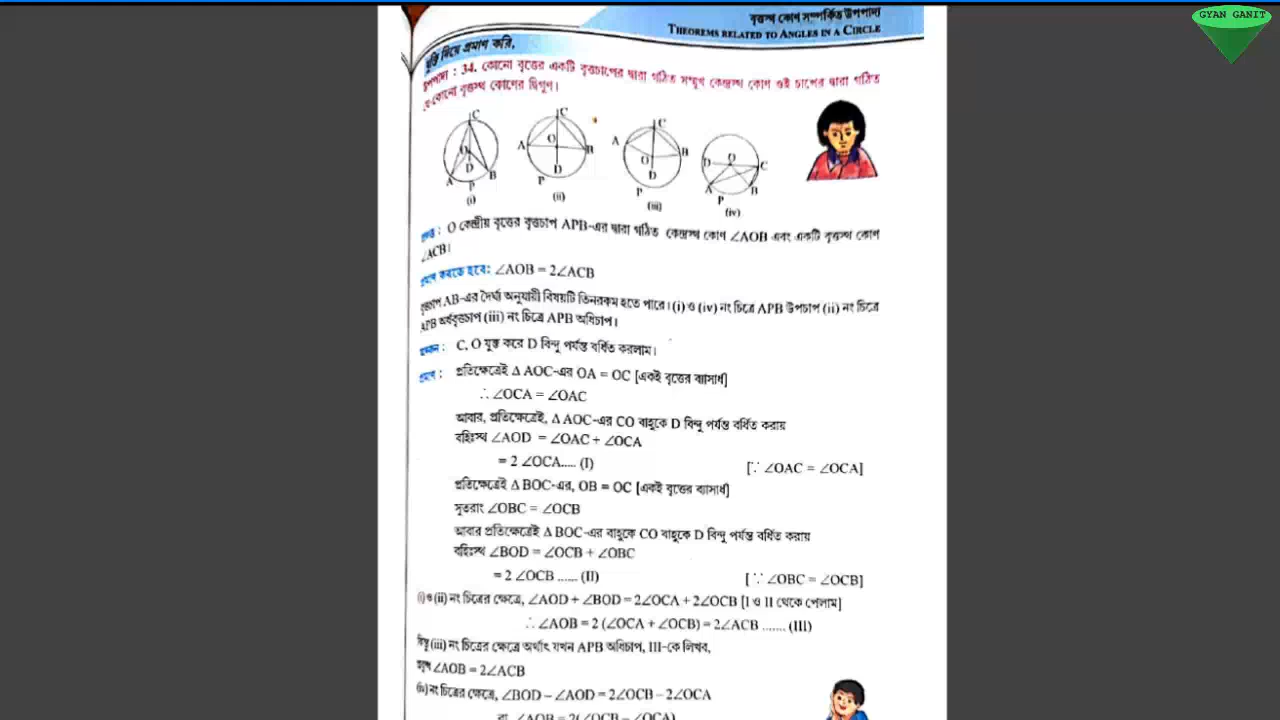 GYAN GANIT
বৃত্তস্থ কোণ সম্পর্কিত উপপাদ্য
THEOREMS RELATED TO ANGLES IN A CIRCLE
যুক্তি দিয়ে প্রমাণ করি,
উপপাদ্য : 34. কোনো বৃত্তের একটি বৃত্তচাপের দ্বারা গঠিত সম্মুখ কেন্দ্রস্থ কোণ ওই চাপের দ্বারা গঠিত
যে-কোনো বৃত্তস্থ কোণের দ্বিগুণ।
C O D A B P (i)
C O A B D P (ii)
C A B O D P (iii)
D O C A B P (iv)
প্রদত্ত : O কেন্দ্রীয় বৃত্তের বৃত্তচাপ APB-এর দ্বারা গঠিত কেন্দ্রস্থ কোণ ∠AOB এবং একটি বৃত্তস্থ কোণ
∠ACB।
প্রমাণ করতে হবে: ∠AOB = 2∠ACB
বৃত্তচাপ AB-এর দৈর্ঘ্য অনুযায়ী বিষয়টি তিনরকম হতে পারে। (i) ও (iv) নং চিত্রে APB উপচাপ (ii) নং চিত্রে
APB অর্ধবৃত্তচাপ (iii) নং চিত্রে APB অধিচাপ।
অঙ্কন : C, O যুক্ত করে D বিন্দু পর্যন্ত বর্ধিত করলাম।
প্রমাণ : প্রতিক্ষেত্রেই Δ AOC-এর OA = OC [একই বৃত্তের ব্যাসার্ধ]
∴ ∠OCA = ∠OAC
আবার, প্রতিক্ষেত্রেই, Δ AOC-এর CO বাহুকে D বিন্দু পর্যন্ত বর্ধিত করায়
বহিঃস্থ ∠AOD = ∠OAC + ∠OCA
= 2 ∠OCA..... (I) [∵ ∠OAC = ∠OCA]
প্রতিক্ষেত্রেই Δ BOC-এর, OB = OC [একই বৃত্তের ব্যাসার্ধ]
সুতরাং ∠OBC = ∠OCB
আবার প্রতিক্ষেত্রেই Δ BOC-এর বাহুকে CO বাহুকে D বিন্দু পর্যন্ত বর্ধিত করায়
বহিঃস্থ ∠BOD = ∠OCB + ∠OBC
= 2 ∠OCB ...... (II) [∵ ∠OBC = ∠OCB]
(i) ও (ii) নং চিত্রের ক্ষেত্রে, ∠AOD + ∠BOD = 2∠OCA + 2∠OCB [I ও II থেকে পেলাম]
∴ ∠AOB = 2 (∠OCA + ∠OCB) = 2∠ACB ....... (III)
কিন্তু (iii) নং চিত্রের ক্ষেত্রে অর্থাৎ যখন APB অধিচাপ, III-কে লিখব,
∠AOB = 2∠ACB
(iv) নং চিত্রের ক্ষেত্রে, ∠BOD – ∠AOD = 2∠OCB – 2∠OCA
বা, ∠AOB = 2(∠OCB – ∠OCA)